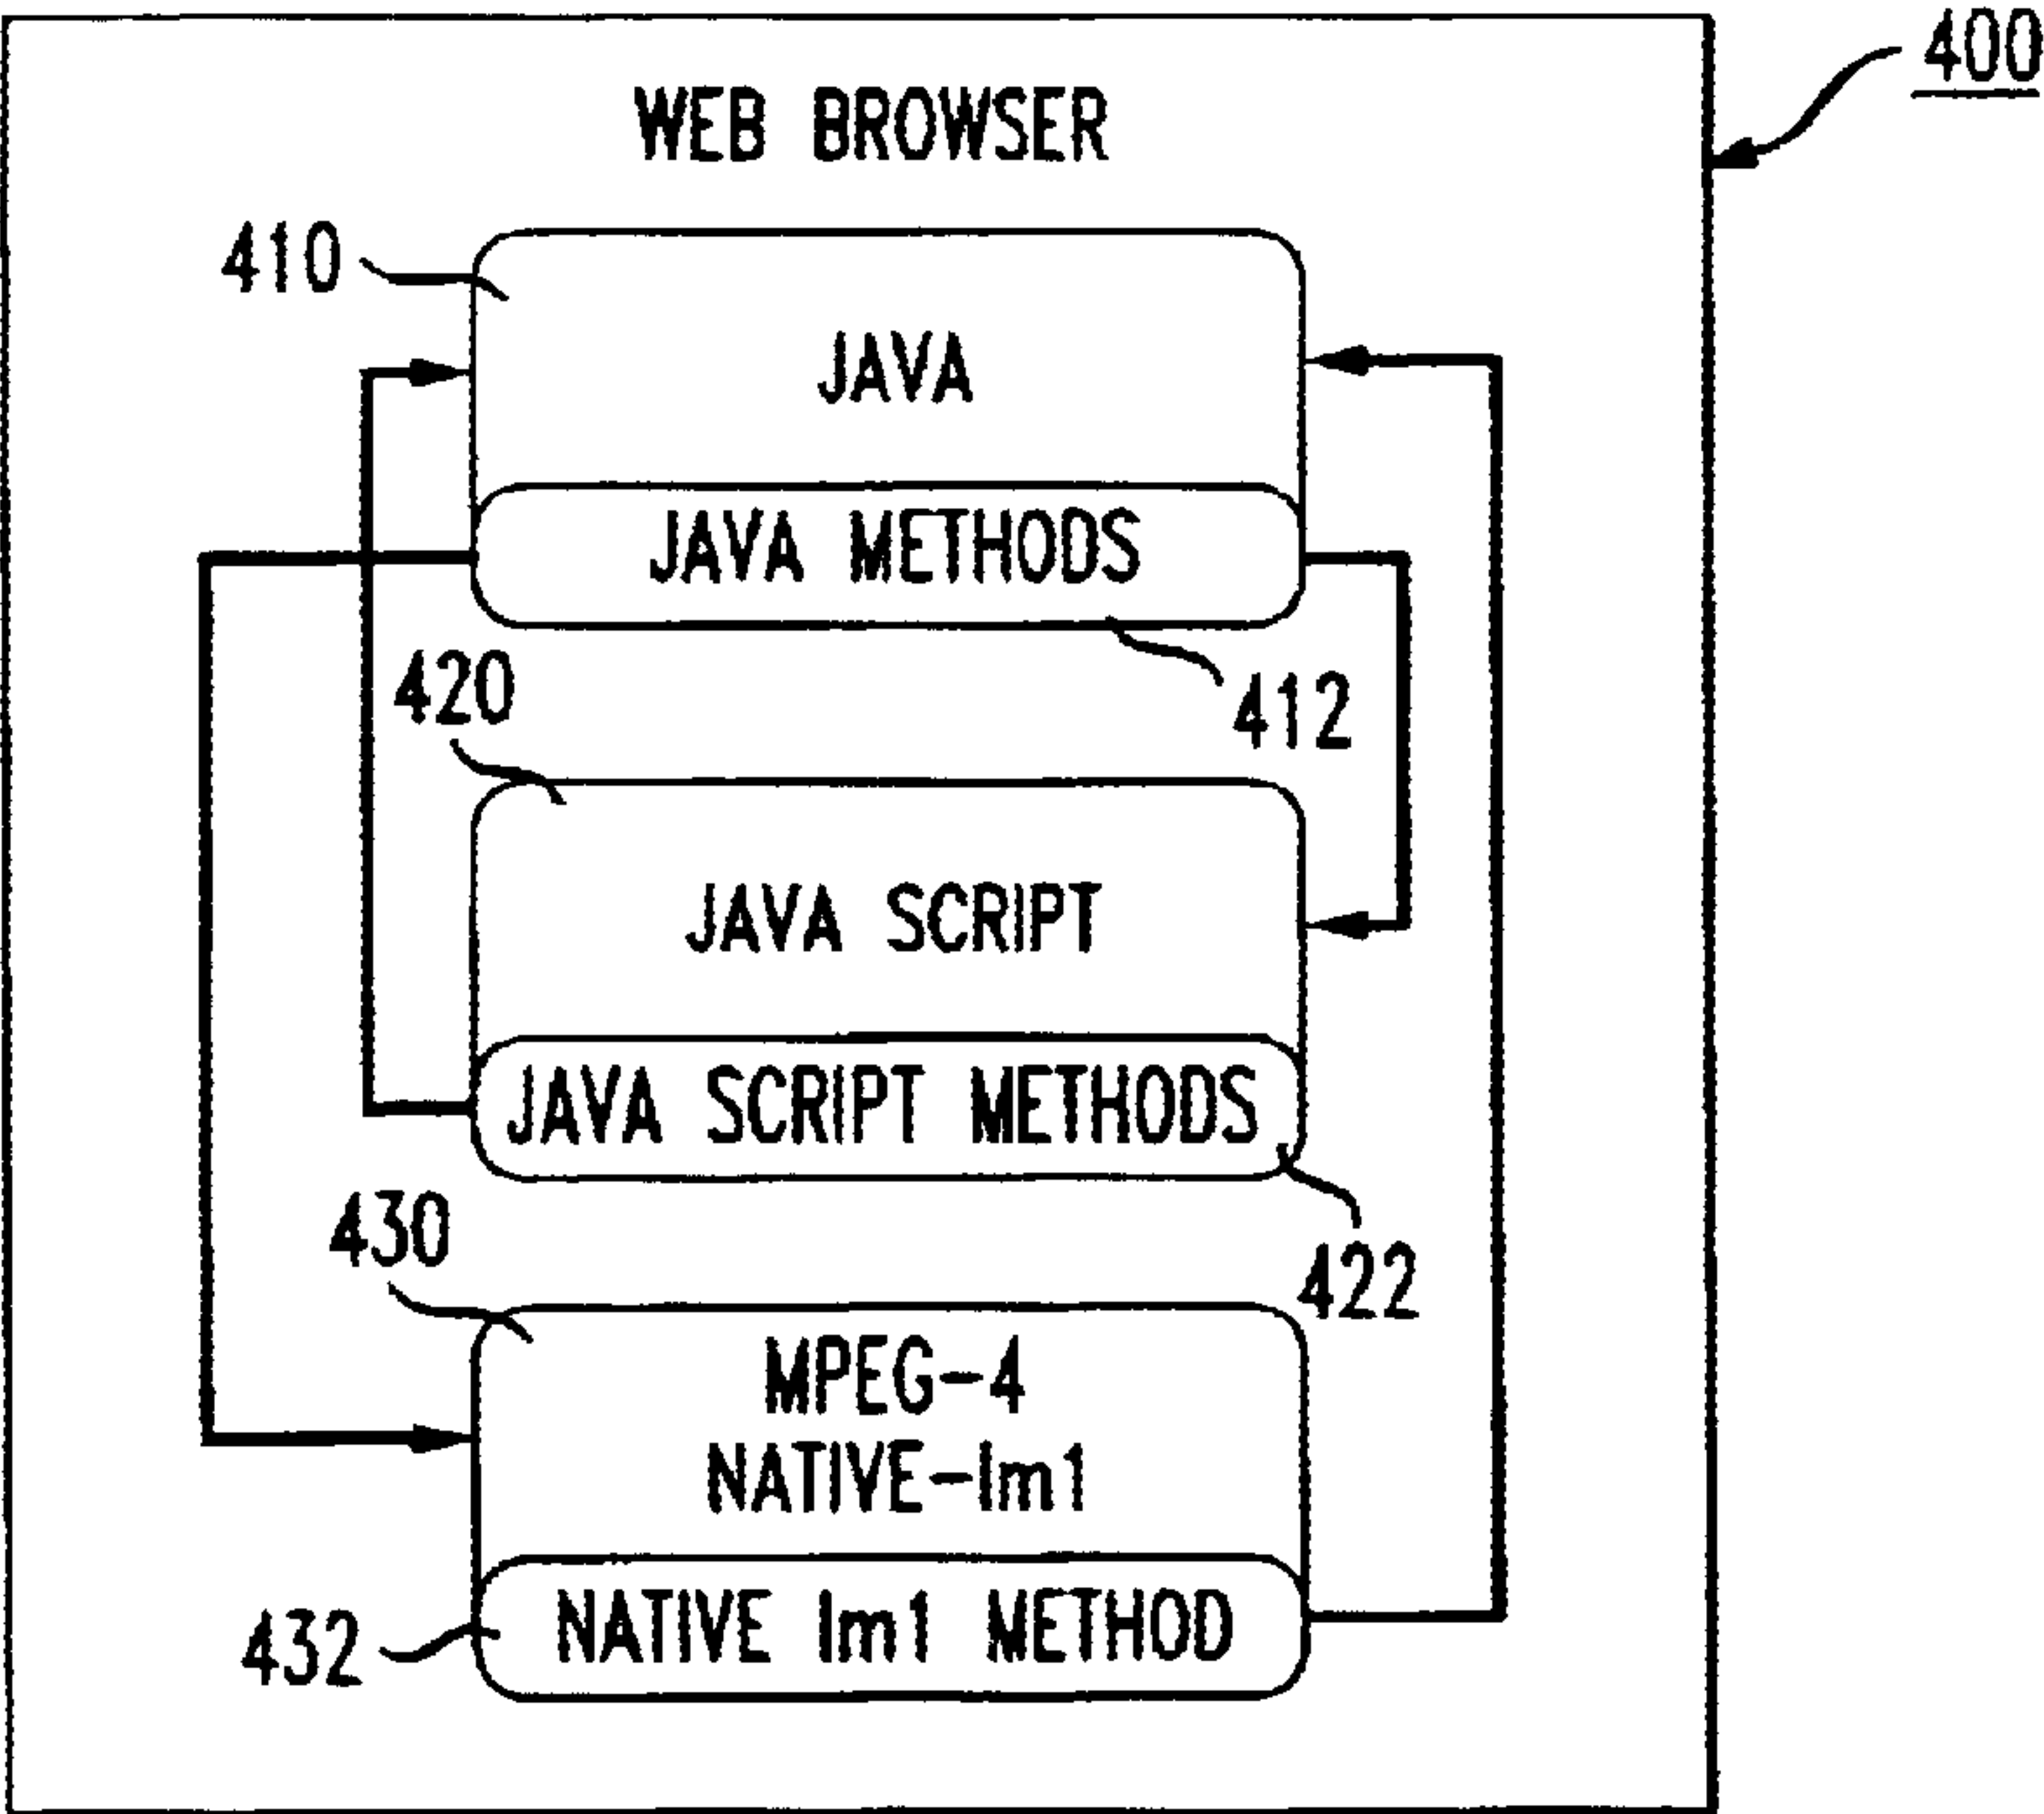 400
WEB BROWSER
410
JAVA
JAVA METHODS
412
420
JAVA SCRIPT
JAVA SCRIPT METHODS
422
430
MPEG-4
NATIVE-Im1
NATIVE Im1 METHOD
432